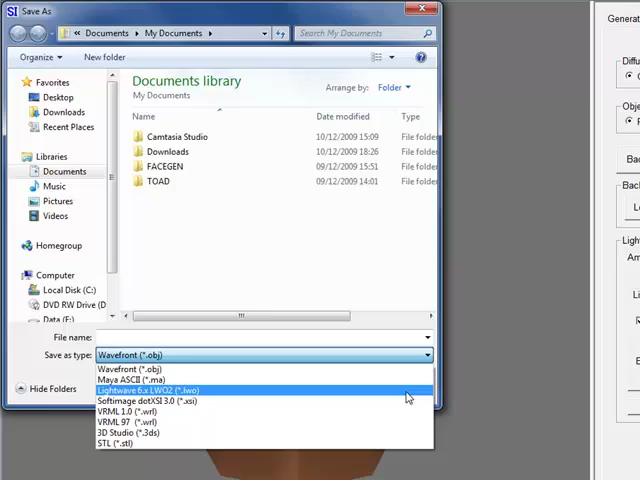 SI Save As
Documents
My Documents
Search My Documents
Organize
New folder
Favorites
Desktop
Downloads
Recent Places
Libraries
Documents
Music
Pictures
Videos
Homegroup
Computer
Local Disk (C:)
DVD RW Drive (D
Data (E:)
Documents library
My Documents
Arrange by:
Folder
Name
Date modified
Type
Camtasia Studio
10/12/2009 15:09
File folder
Downloads
10/12/2009 18:26
File folder
FACEGEN
09/12/2009 15:51
File folder
TOAD
09/12/2009 14:01
File folder
File name:
Save as type:
Wavefront (*.obj)
Wavefront (*.obj)
Maya ASCII (*.ma)
Lightwave 6.x LWO2 (*.lwo)
Softimage dotXSI 3.0 (*.xsi)
VRML 1.0 (*.wrl)
VRML 97 (*.wrl)
3D Studio (*.3ds)
STL (*.stl)
Hide Folders
Generat
Diffu
Obje
Bac
Back
Ligh
Am
Li